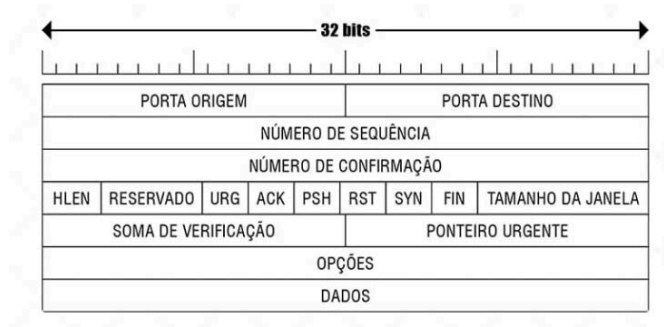 32 bits
PORTA ORIGEM PORTA DESTINO
NÚMERO DE SEQUÊNCIA
NÚMERO DE CONFIRMAÇÃO
HLEN RESERVADO URG ACK PSH RST SYN FIN TAMANHO DA JANELA
SOMA DE VERIFICAÇÃO PONTEIRO URGENTE
OPÇÕES
DADOS